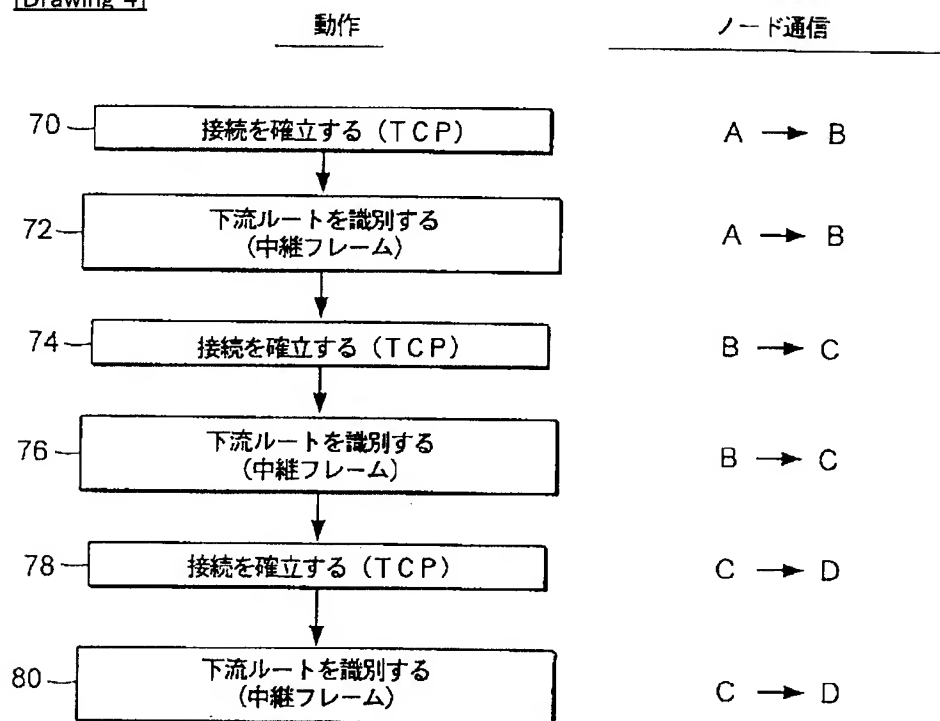 [Drawing 4]
動作
ノード通信
70
接続を確立する（TCP）
A → B
72
下流ルートを識別する
（中継フレーム）
A → B
74
接続を確立する（TCP）
B → C
76
下流ルートを識別する
（中継フレーム）
B → C
78
接続を確立する（TCP）
C → D
80
下流ルートを識別する
（中継フレーム）
C → D